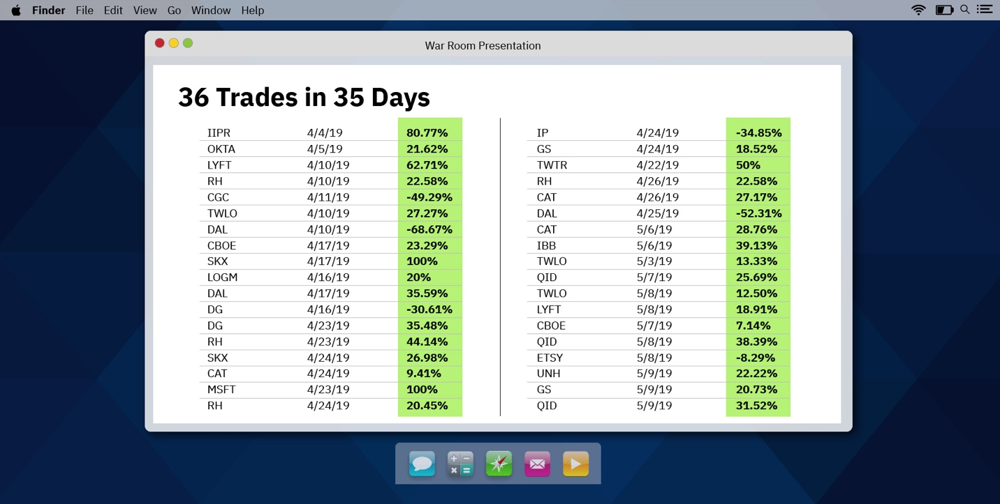 Finder File Edit View Go Window Help
War Room Presentation
36 Trades in 35 Days
IIPR 4/4/19 80.77%
OKTA 4/5/19 21.62%
LYFT 4/10/19 62.71%
RH 4/10/19 22.58%
CGC 4/11/19 -49.29%
TWLO 4/10/19 27.27%
DAL 4/10/19 -68.67%
CBOE 4/17/19 23.29%
SKX 4/17/19 100%
LOGM 4/16/19 20%
DAL 4/17/19 35.59%
DG 4/16/19 -30.61%
DG 4/23/19 35.48%
RH 4/23/19 44.14%
SKX 4/24/19 26.98%
CAT 4/24/19 9.41%
MSFT 4/23/19 100%
RH 4/24/19 20.45%
IP 4/24/19 -34.85%
GS 4/24/19 18.52%
TWTR 4/22/19 50%
RH 4/26/19 22.58%
CAT 4/26/19 27.17%
DAL 4/25/19 -52.31%
CAT 5/6/19 28.76%
IBB 5/6/19 39.13%
TWLO 5/3/19 13.33%
QID 5/7/19 25.69%
TWLO 5/8/19 12.50%
LYFT 5/8/19 18.91%
CBOE 5/7/19 7.14%
QID 5/8/19 38.39%
ETSY 5/8/19 -8.29%
UNH 5/9/19 22.22%
GS 5/9/19 20.73%
QID 5/9/19 31.52%